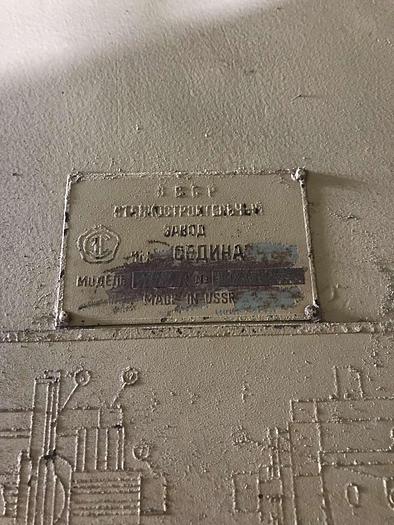 СССР
СТАНКОСТРОИТЕЛЬНЫЙ
ЗАВОД
СЕДИНА
МОДЕЛЬ
MADE IN USSR